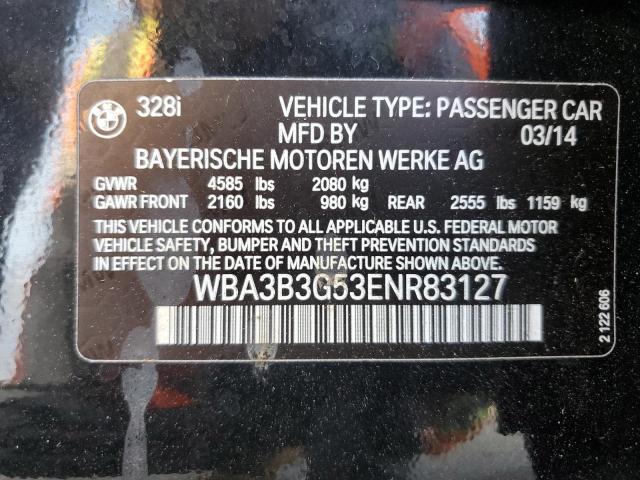 BMW
328i VEHICLE TYPE: PASSENGER CAR
MFD BY 03/14
BAYERISCHE MOTOREN WERKE AG
GVWR 4585 lbs 2080 kg
GAWR FRONT 2160 lbs 980 kg REAR 2555 lbs 1159 kg
THIS VEHICLE CONFORMS TO ALL APPLICABLE U.S. FEDERAL MOTOR
VEHICLE SAFETY, BUMPER AND THEFT PREVENTION STANDARDS
IN EFFECT ON THE DATE OF MANUFACTURE SHOWN ABOVE.
WBA3B3G53ENR83127
2 122 606